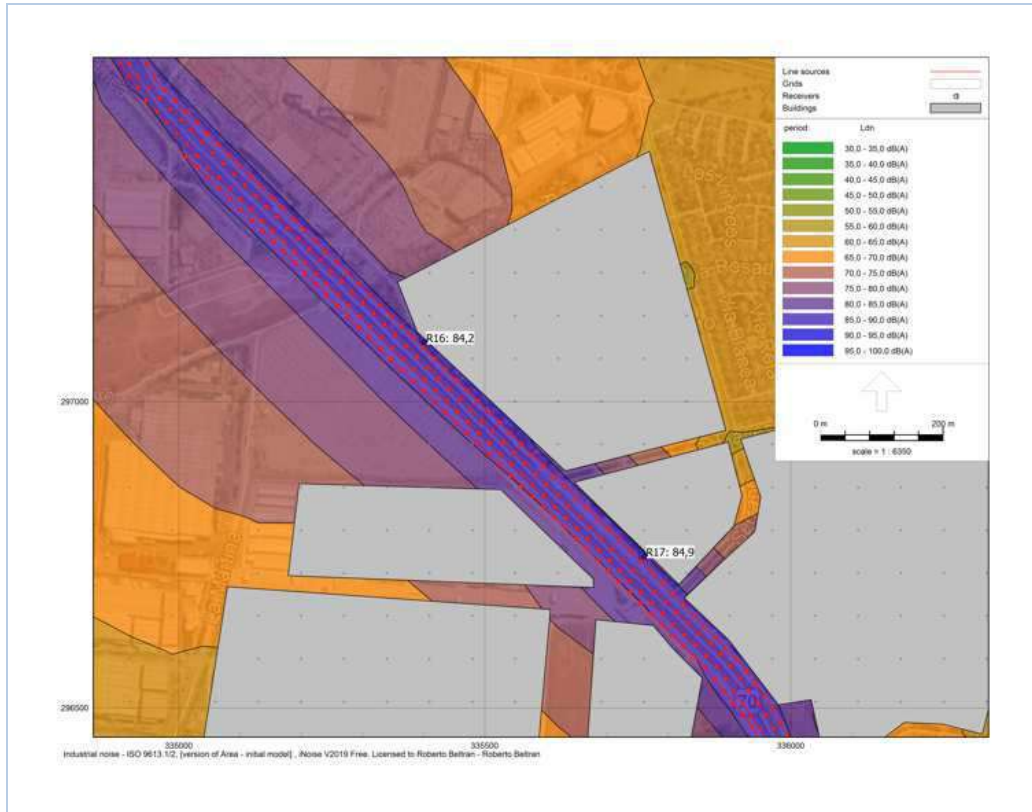 Line sources
Grids
Receivers
Buildings
period: Ldn
30,0 - 35,0 dB(A)
35,0 - 40,0 dB(A)
40,0 - 45,0 dB(A)
45,0 - 50,0 dB(A)
50,0 - 55,0 dB(A)
55,0 - 60,0 dB(A)
60,0 - 65,0 dB(A)
65,0 - 70,0 dB(A)
70,0 - 75,0 dB(A)
75,0 - 80,0 dB(A)
80,0 - 85,0 dB(A)
85,0 - 90,0 dB(A)
90,0 - 95,0 dB(A)
95,0 - 100,0 dB(A)
0 m 200 m
scale = 1 : 6350
R16: 84,2
297000
R17: 84,9
La Marina
70
296500
335000 335500 336000
Industrial noise - ISO 9613.1/2, [version of Area - initial model] , iNoise V2019 Free. Licensed to Roberto Beltran - Roberto Beltran